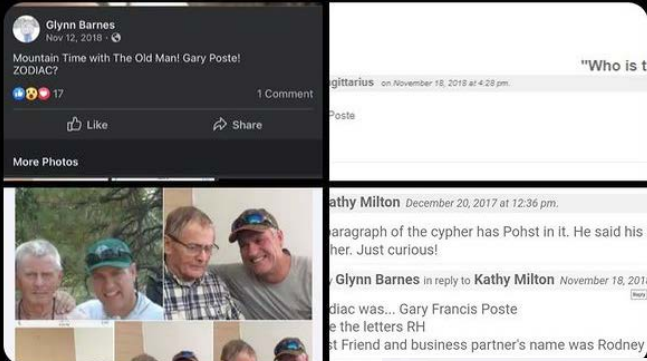 Glynn Barnes
Nov 12, 2018 ·
Mountain Time with The Old Man! Gary Poste!
ZODIAC?
17
1 Comment
Like
Share
More Photos
"Who is t
gittarius on November 18, 2018 at 4:28 pm.
Poste
athy Milton December 20, 2017 at 12:36 pm.
aragraph of the cypher has Pohst in it. He said his
her. Just curious!
Glynn Barnes in reply to Kathy Milton November 18, 201
Reply
diac was... Gary Francis Poste
e the letters RH
st Friend and business partner's name was Rodney